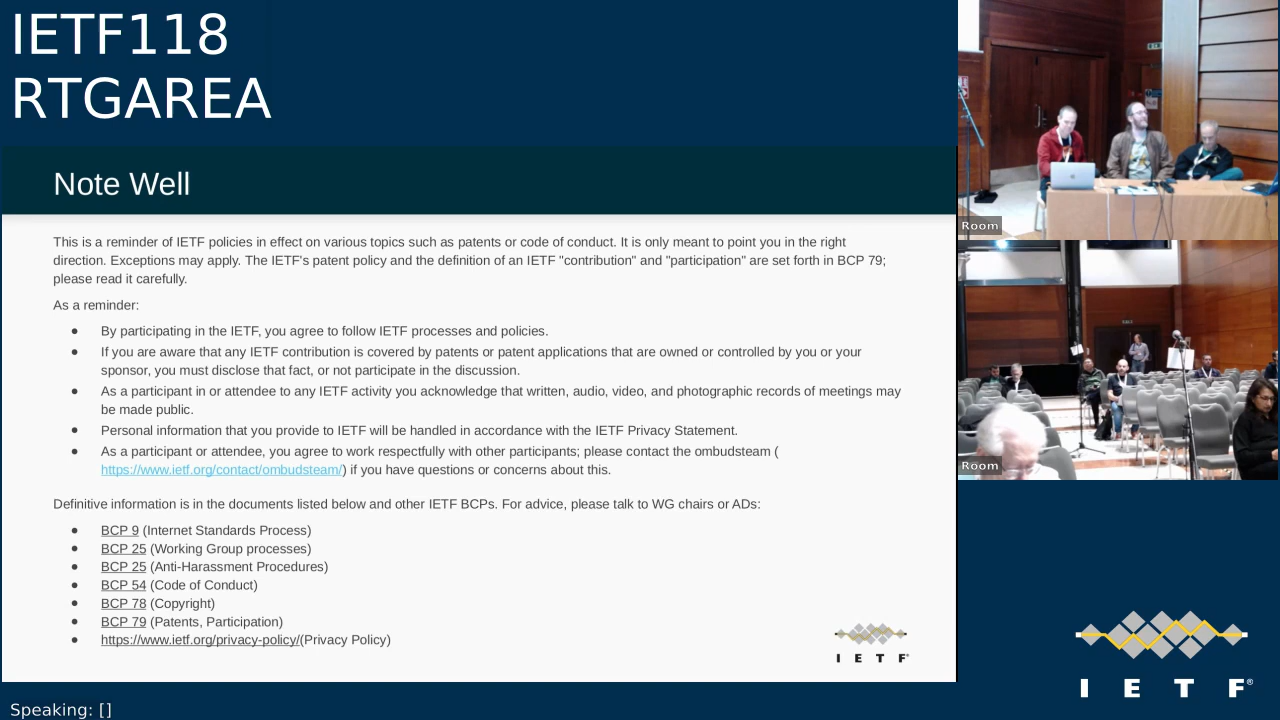 IETF118
RTGAREA
Note Well
This is a reminder of IETF policies in effect on various topics such as patents or code of conduct. It is only meant to point you in the right
direction. Exceptions may apply. The IETF's patent policy and the definition of an IETF "contribution" and "participation" are set forth in BCP 79;
please read it carefully.
As a reminder:
● By participating in the IETF, you agree to follow IETF processes and policies.
● If you are aware that any IETF contribution is covered by patents or patent applications that are owned or controlled by you or your
sponsor, you must disclose that fact, or not participate in the discussion.
● As a participant in or attendee to any IETF activity you acknowledge that written, audio, video, and photographic records of meetings may
be made public.
● Personal information that you provide to IETF will be handled in accordance with the IETF Privacy Statement.
● As a participant or attendee, you agree to work respectfully with other participants; please contact the ombudsteam (
https://www.ietf.org/contact/ombudsteam/) if you have questions or concerns about this.
Definitive information is in the documents listed below and other IETF BCPs. For advice, please talk to WG chairs or ADs:
● BCP 9 (Internet Standards Process)
● BCP 25 (Working Group processes)
● BCP 25 (Anti-Harassment Procedures)
● BCP 54 (Code of Conduct)
● BCP 78 (Copyright)
● BCP 79 (Patents, Participation)
● https://www.ietf.org/privacy-policy/(Privacy Policy)
I E T F®
Room
Room
I E T F®
Speaking: []